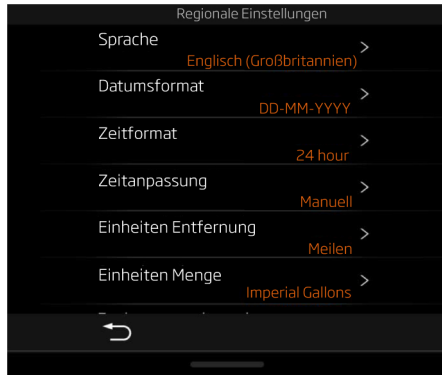 Regionale Einstellungen
Sprache
Englisch (Großbritannien)
Datumsformat
DD-MM-YYYY
Zeitformat
24 hour
Zeitanpassung
Manuell
Einheiten Entfernung
Meilen
Einheiten Menge
Imperial Gallons